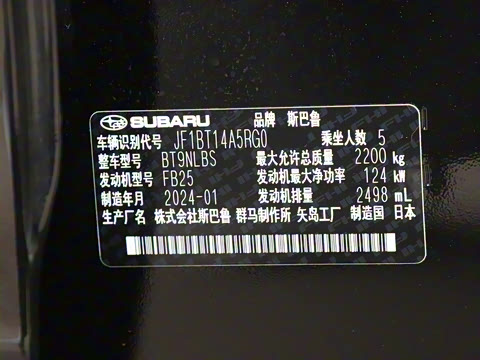 SUBARU 品牌 斯巴鲁
车辆识别代号 JF1BT14A5RG0 乘坐人数 5
整车型号 BT9NLBS 最大允许总质量 2200 kg
发动机型号 FB25 发动机最大净功率 124 kW
制造年月 2024-01 发动机排量 2498 mL
生产厂名 株式会社斯巴鲁 群马制作所 矢岛工厂 制造国 日本